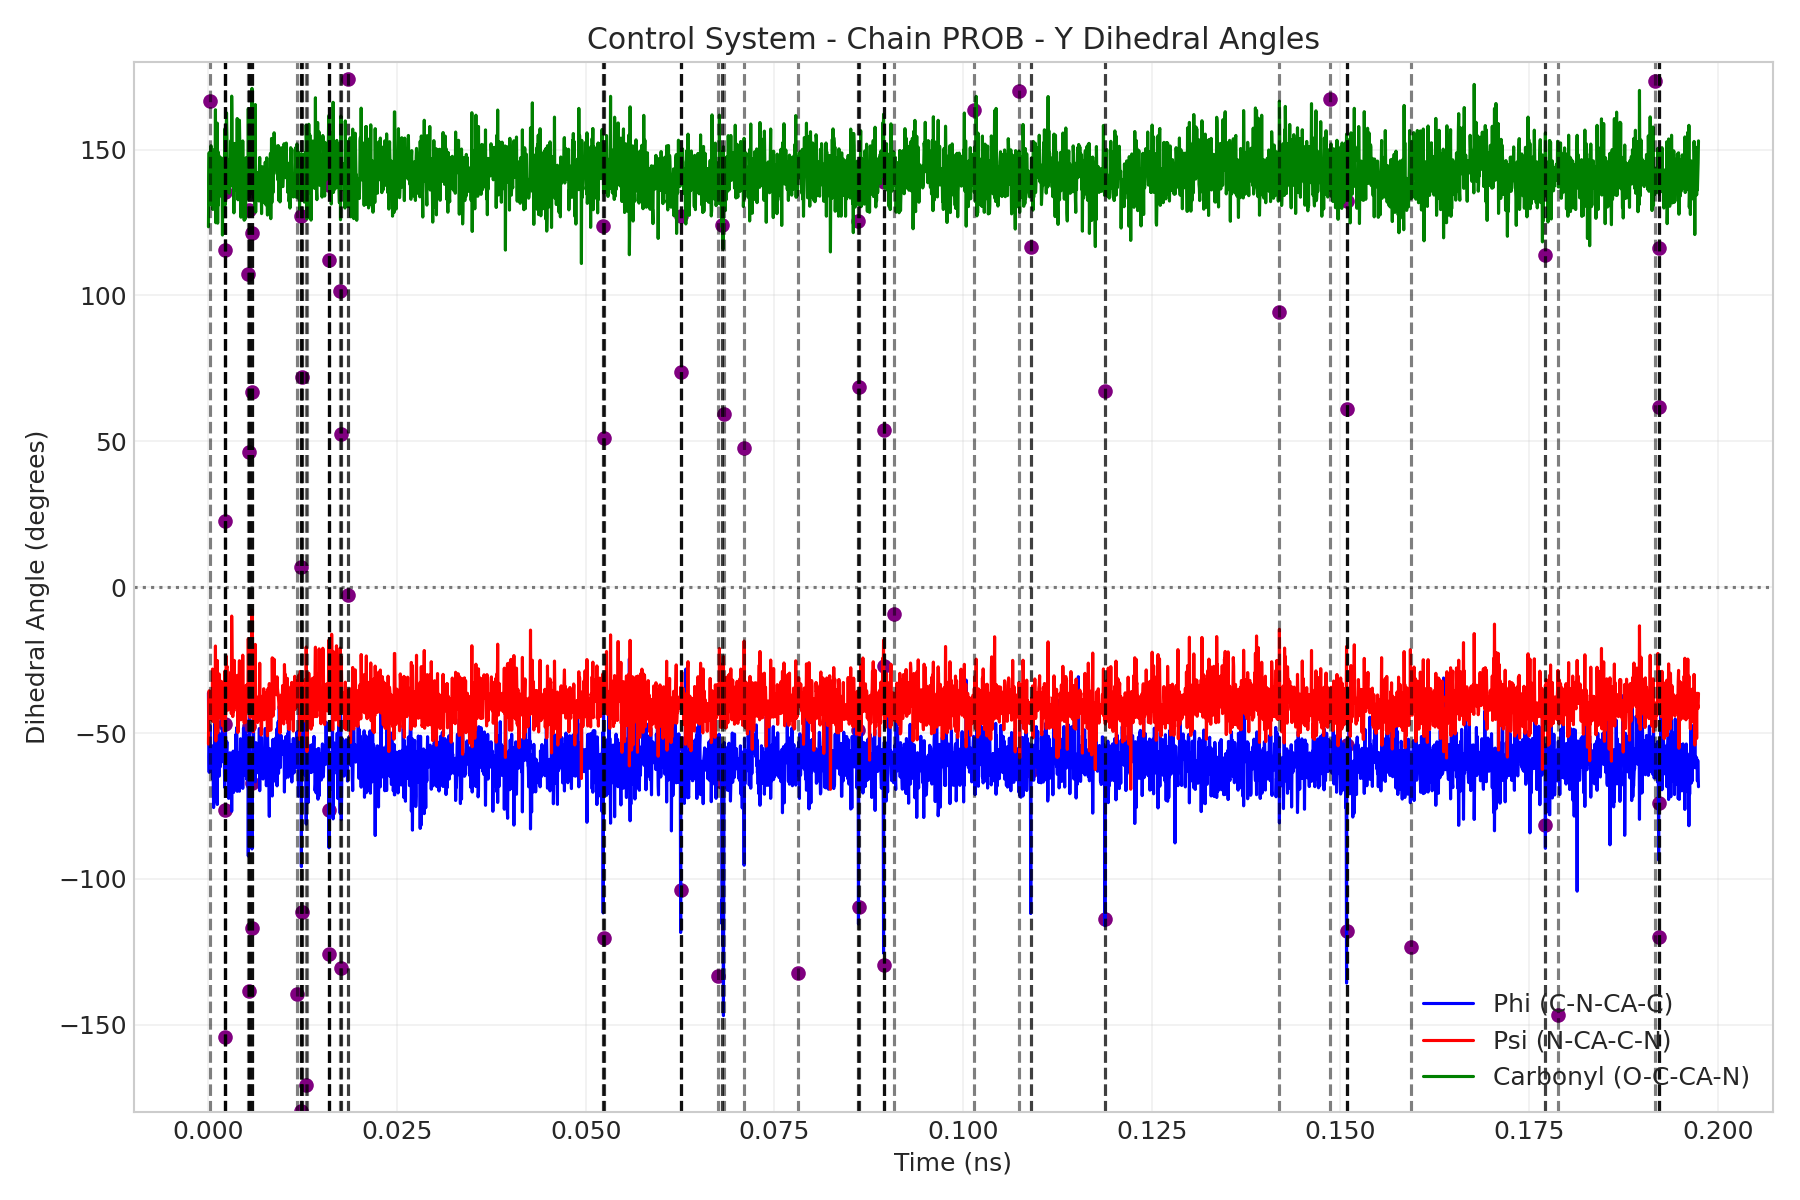 Control System - Chain PROB - Y Dihedral Angles
Dihedral Angle (degrees)
150
100
50
0
−50
−100
−150
Phi (C-N-CA-C)
Psi (N-CA-C-N)
Carbonyl (O-C-CA-N)
0.000 0.025 0.050 0.075 0.100 0.125 0.150 0.175 0.200
Time (ns)